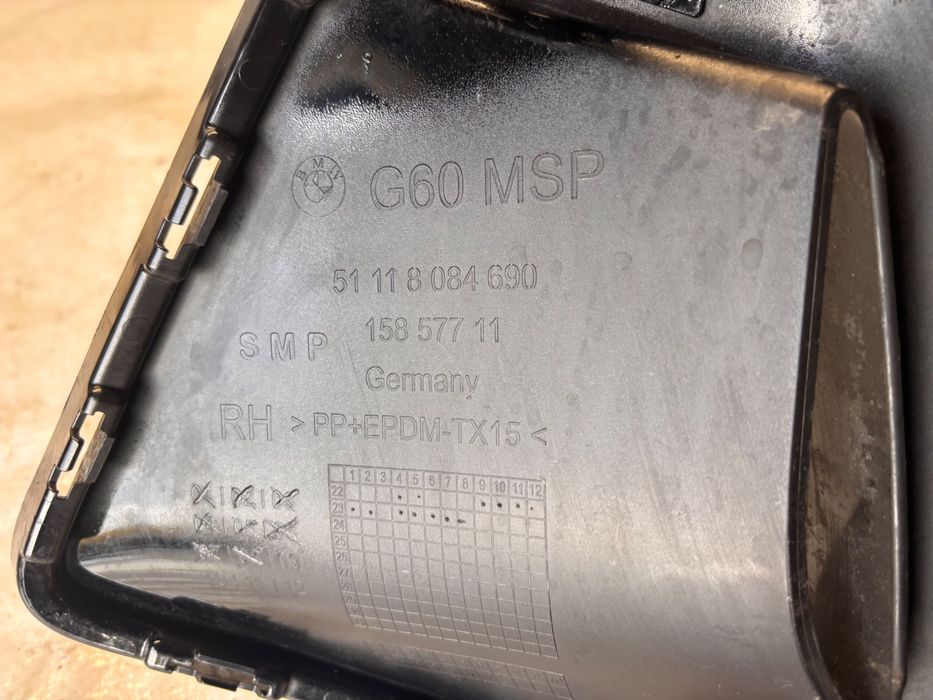 BMW G60 MSP
51 11 8 084 690
SMP 158 577 11
Germany
RH >PP+EPDM-TX15<
1 2 3 4 5 6 7 8 9 10 11 12
22
23
24
25
26